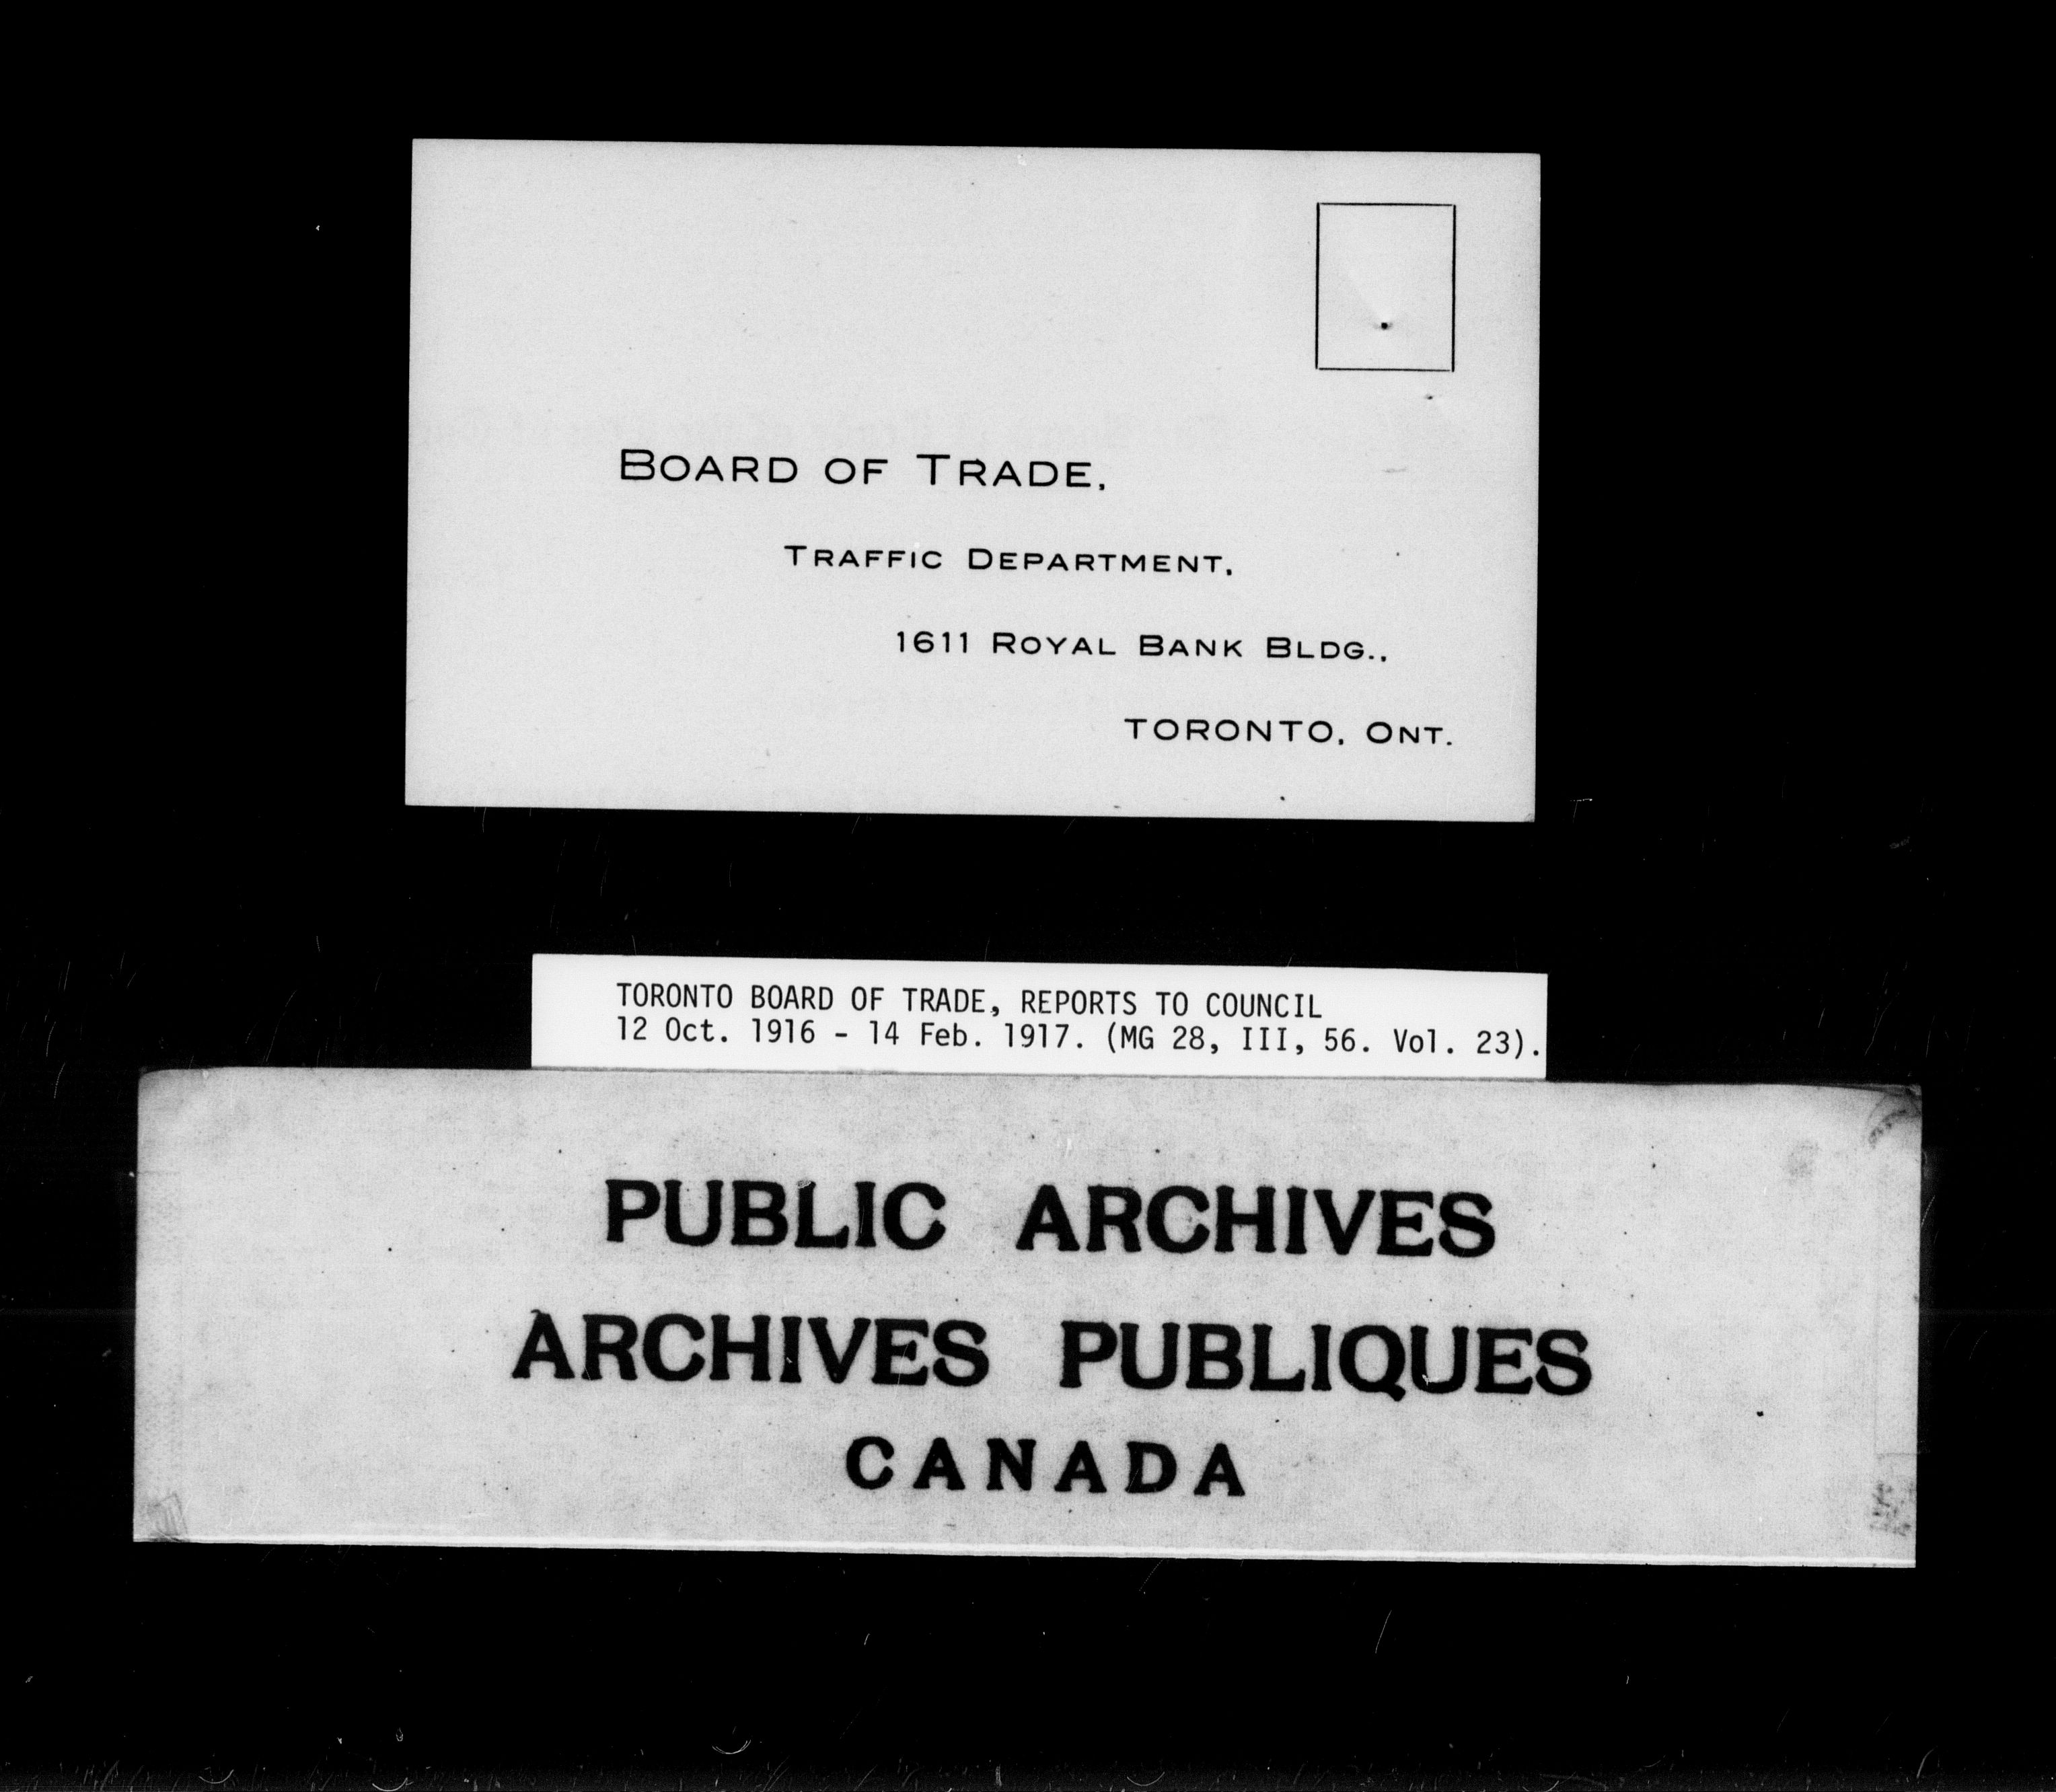 BOARD OF TRADE,
TRAFFIC DEPARTMENT,
1611 ROYAL BANK BLDG.,
TORONTO, ONT.
TORONTO BOARD OF TRADE, REPORTS TO COUNCIL
12 Oct. 1916 - 14 Feb. 1917. (MG 28, III, 56. Vol. 23).
PUBLIC ARCHIVES
ARCHIVES PUBLIQUES
CANADA